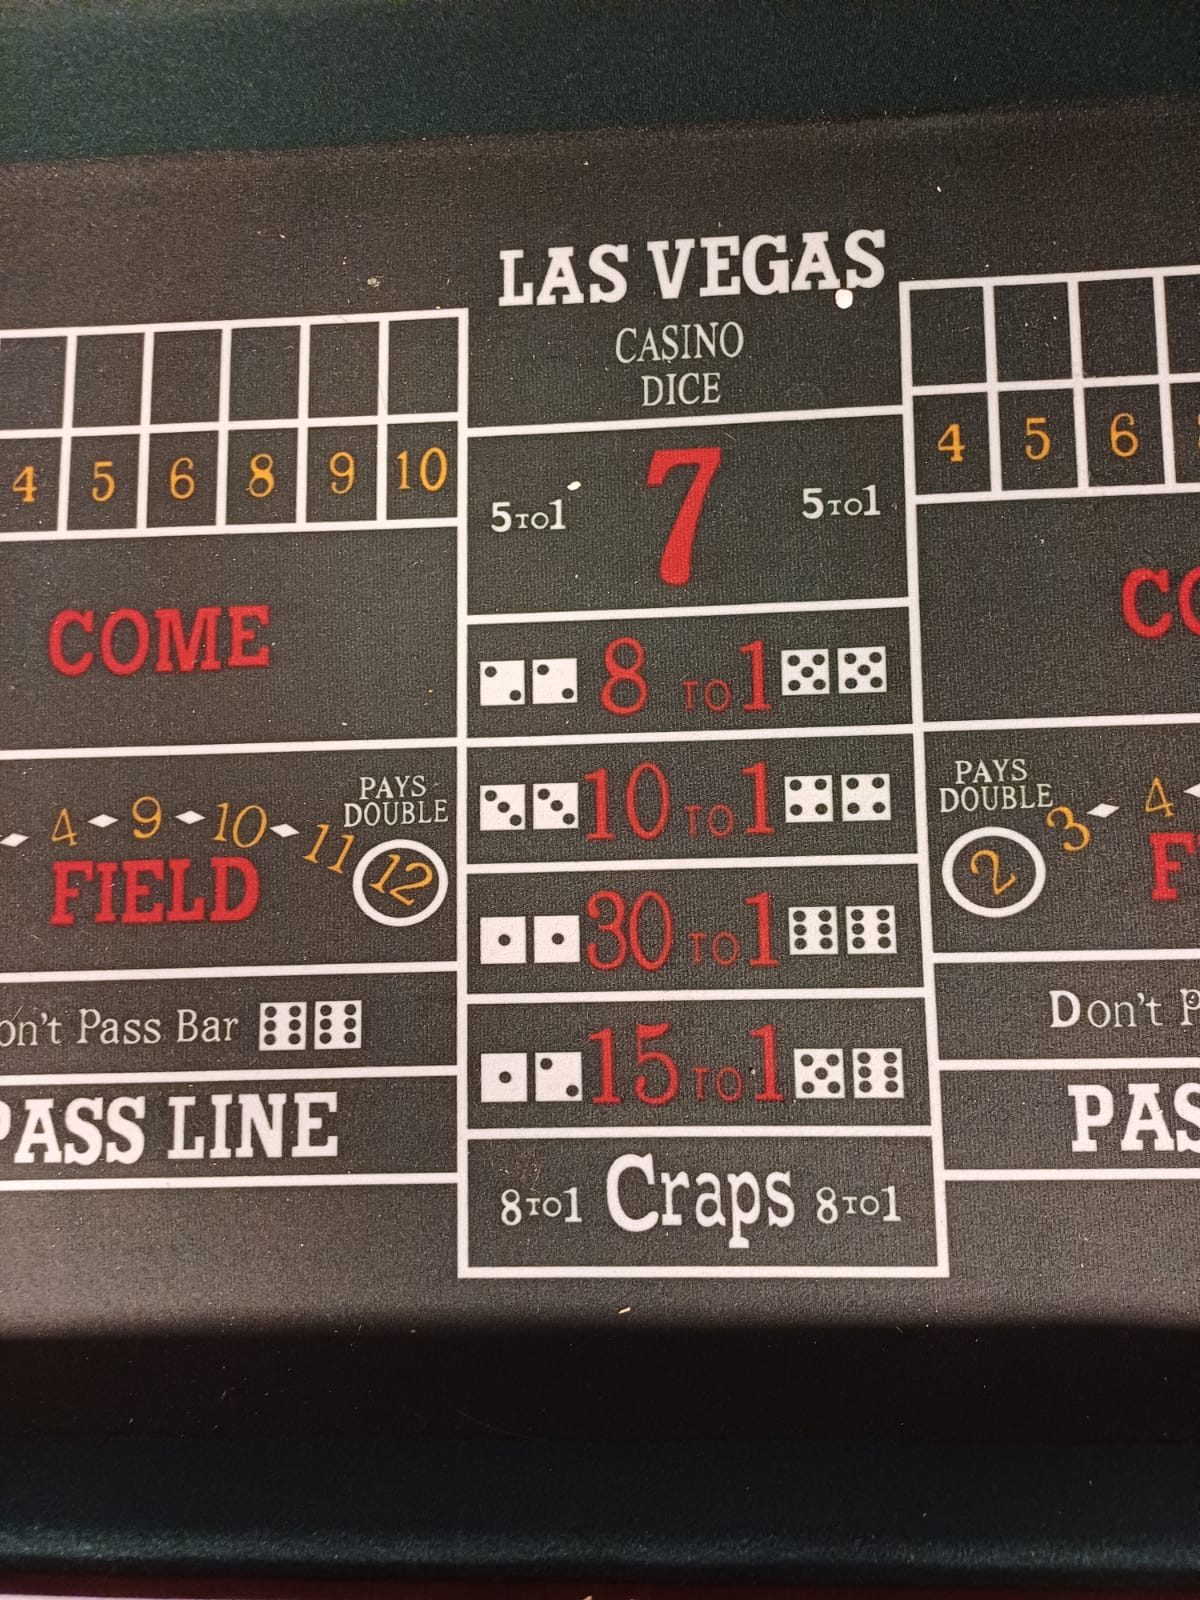 LAS VEGAS
CASINO
DICE
4 5 6 8 9 10
4 5 6
5 TO 1 7 5 TO 1
COME
8 TO 1
10 TO 1
30 TO 1
15 TO 1
8 TO 1 Craps 8 TO 1
PAYS
DOUBLE
4 9 10 11 12
FIELD
on't Pass Bar
PASS LINE
CO
PAYS
DOUBLE
2 3 4
F
Don't P
PAS